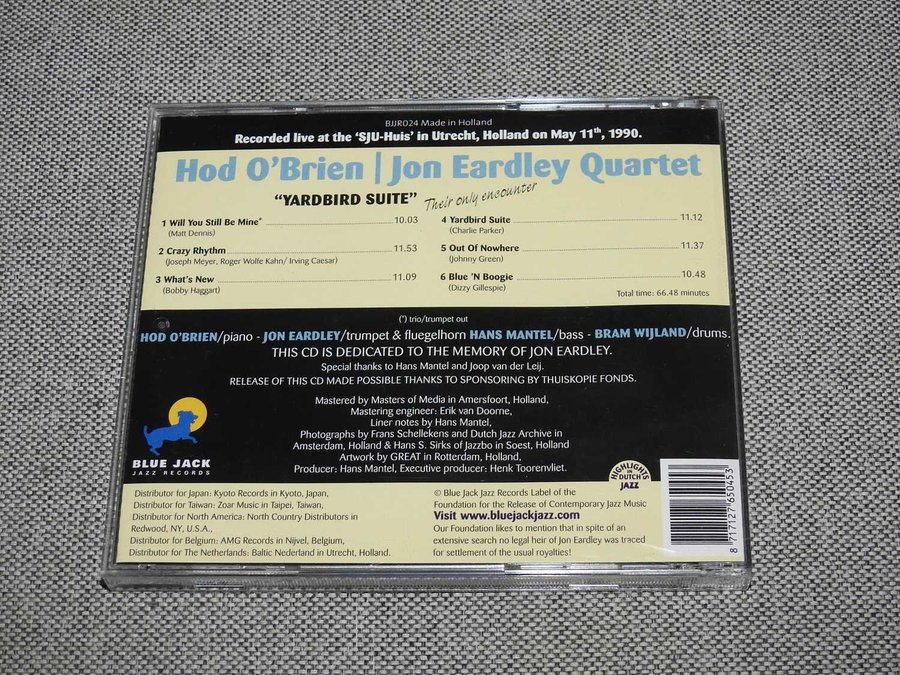 BJJR024 Made in Holland
Recorded live at the 'SJU-Huis' in Utrecht, Holland on May 11th, 1990.
Hod O'Brien | Jon Eardley Quartet
"YARDBIRD SUITE" Their only encounter
1 Will You Still Be Mine* 10.03
(Matt Dennis)
2 Crazy Rhythm 11.53
(Joseph Meyer, Roger Wolfe Kahn/ Irving Caesar)
3 What's New 11.09
(Bobby Haggart)
4 Yardbird Suite 11.12
(Charlie Parker)
5 Out Of Nowhere 11.37
(Johnny Green)
6 Blue 'N Boogie 10.48
(Dizzy Gillespie)
Total time: 66.48 minutes
(*) trio/trumpet out
HOD O'BRIEN/piano - JON EARDLEY/trumpet & fluegelhorn HANS MANTEL/bass - BRAM WIJLAND/drums.
THIS CD IS DEDICATED TO THE MEMORY OF JON EARDLEY.
Special thanks to Hans Mantel and Joop van der Leij.
RELEASE OF THIS CD MADE POSSIBLE THANKS TO SPONSORING BY THUISKOPIE FONDS.
Mastered by Masters of Media in Amersfoort, Holland,
Mastering engineer: Erik van Doorne,
Liner notes by Hans Mantel,
Photographs by Frans Schellekens and Dutch Jazz Archive in
Amsterdam, Holland & Hans S. Sirks of Jazzbo in Soest, Holland
Artwork by GREAT in Rotterdam, Holland,
Producer: Hans Mantel, Executive producer: Henk Toorenvliet.
BLUE JACK
JAZZ RECORDS
HIGHLIGHTS
IN DUTCH
JAZZ
Distributor for Japan: Kyoto Records in Kyoto, Japan,
Distributor for Taiwan: Zoar Music in Taipei, Taiwan,
Distributor for North America: North Country Distributors in
Redwood, NY, U.S.A.,
Distributor for Belgium: AMG Records in Nijvel, Belgium,
Distributor for The Netherlands: Baltic Nederland in Utrecht, Holland.
© Blue Jack Jazz Records Label of the
Foundation for the Release of Contemporary Jazz Music
Visit www.bluejackjazz.com
Our Foundation likes to mention that in spite of an
extensive search no legal heir of Jon Eardley was traced
for settlement of the usual royalties!
8 717127 650453